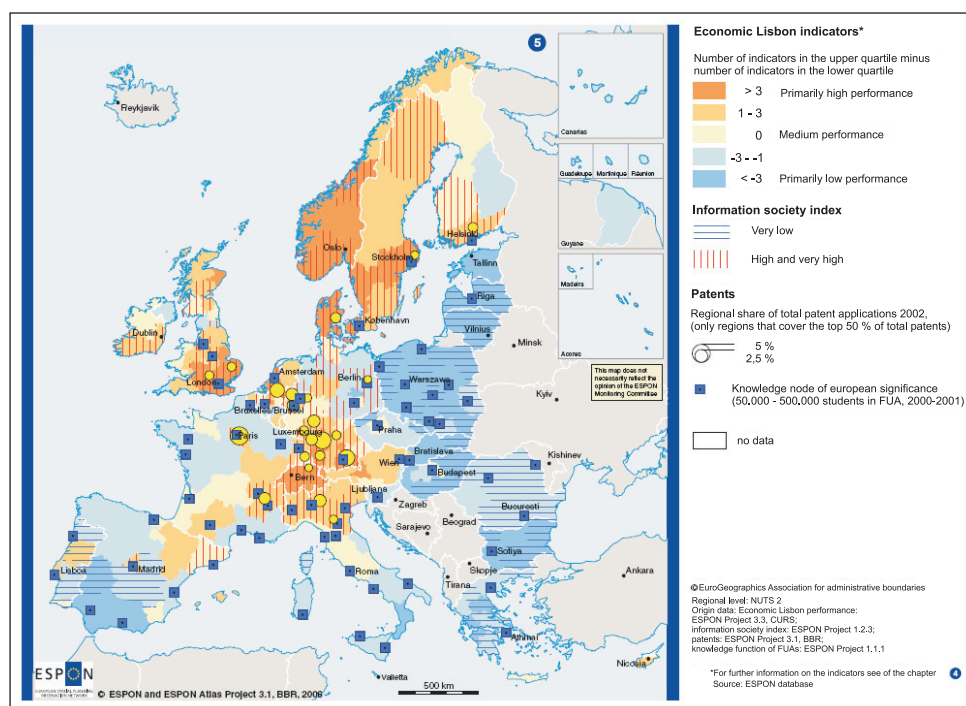 5
Reykjavik
Oslo
Stockholm
Helsinki
Tallinn
Riga
Vilnius
Minsk
Dublin
London
København
Amsterdam
Berlin
Warszawa
Kyiv
Bruxelles/Brussel
Luxembourg
Paris
Praha
Bratislava
Wien
Budapest
Kishinev
Bern
Ljubljana
Zagreb
Beograd
Bucuresti
Sarajevo
Sofiya
Skopje
Tirana
Roma
Madrid
Lisboa
Ankara
Athinai
Nicosia
Valletta
Canarias
Guadeloupe
Martinique
Réunion
Guyane
Madeira
Acores
This map does not
necessarily reflect the
opinion of the ESPON
Monitoring Committee
ESPON
© ESPON and ESPON Atlas Project 3.1, BBR, 2006
500 km
Economic Lisbon indicators*
Number of indicators in the upper quartile minus
number of indicators in the lower quartile
> 3 Primarily high performance
1 - 3
0 Medium performance
-3 - -1
< -3 Primarily low performance
Information society index
Very low
High and very high
Patents
Regional share of total patent applications 2002,
(only regions that cover the top 50 % of total patents)
5 %
2,5 %
Knowledge node of european significance
(50.000 - 500.000 students in FUA, 2000-2001)
no data
© EuroGeographics Association for administrative boundaries
Regional level: NUTS 2
Origin data: Economic Lisbon performance:
ESPON Project 3.3, CURS;
information society index: ESPON Project 1.2.3;
patents: ESPON Project 3.1, BBR;
knowledge function of FUAs: ESPON Project 1.1.1
*For further information on the indicators see of the chapter 4
Source: ESPON database